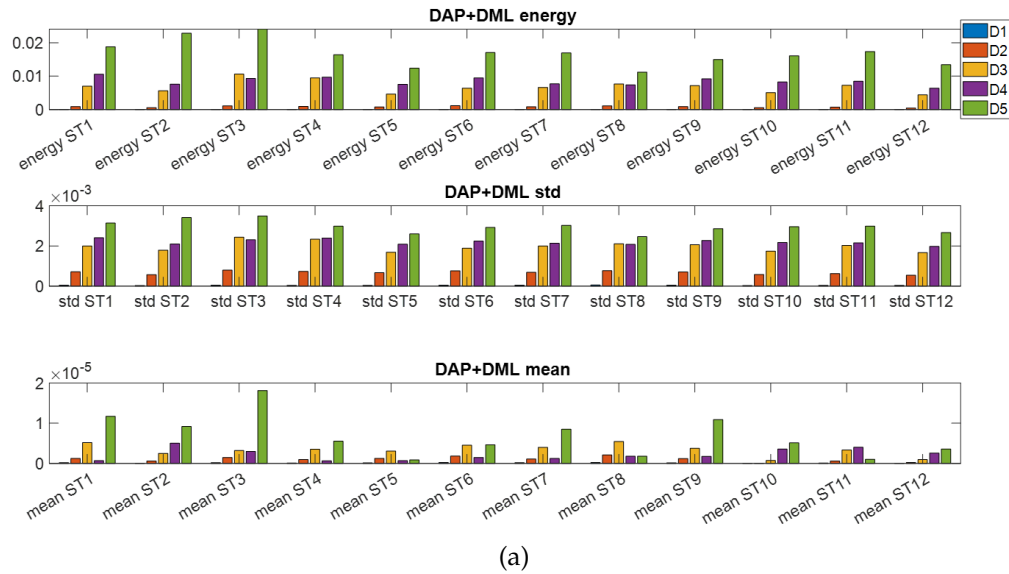 DAP+DML energy
0.02
0.01
0
energy ST1 energy ST2 energy ST3 energy ST4 energy ST5 energy ST6 energy ST7 energy ST8 energy ST9 energy ST10 energy ST11 energy ST12
D1
D2
D3
D4
D5
×10⁻³
DAP+DML std
4
2
0
std ST1 std ST2 std ST3 std ST4 std ST5 std ST6 std ST7 std ST8 std ST9 std ST10 std ST11 std ST12
×10⁻⁵
DAP+DML mean
2
1
0
mean ST1 mean ST2 mean ST3 mean ST4 mean ST5 mean ST6 mean ST7 mean ST8 mean ST9 mean ST10 mean ST11 mean ST12
(a)